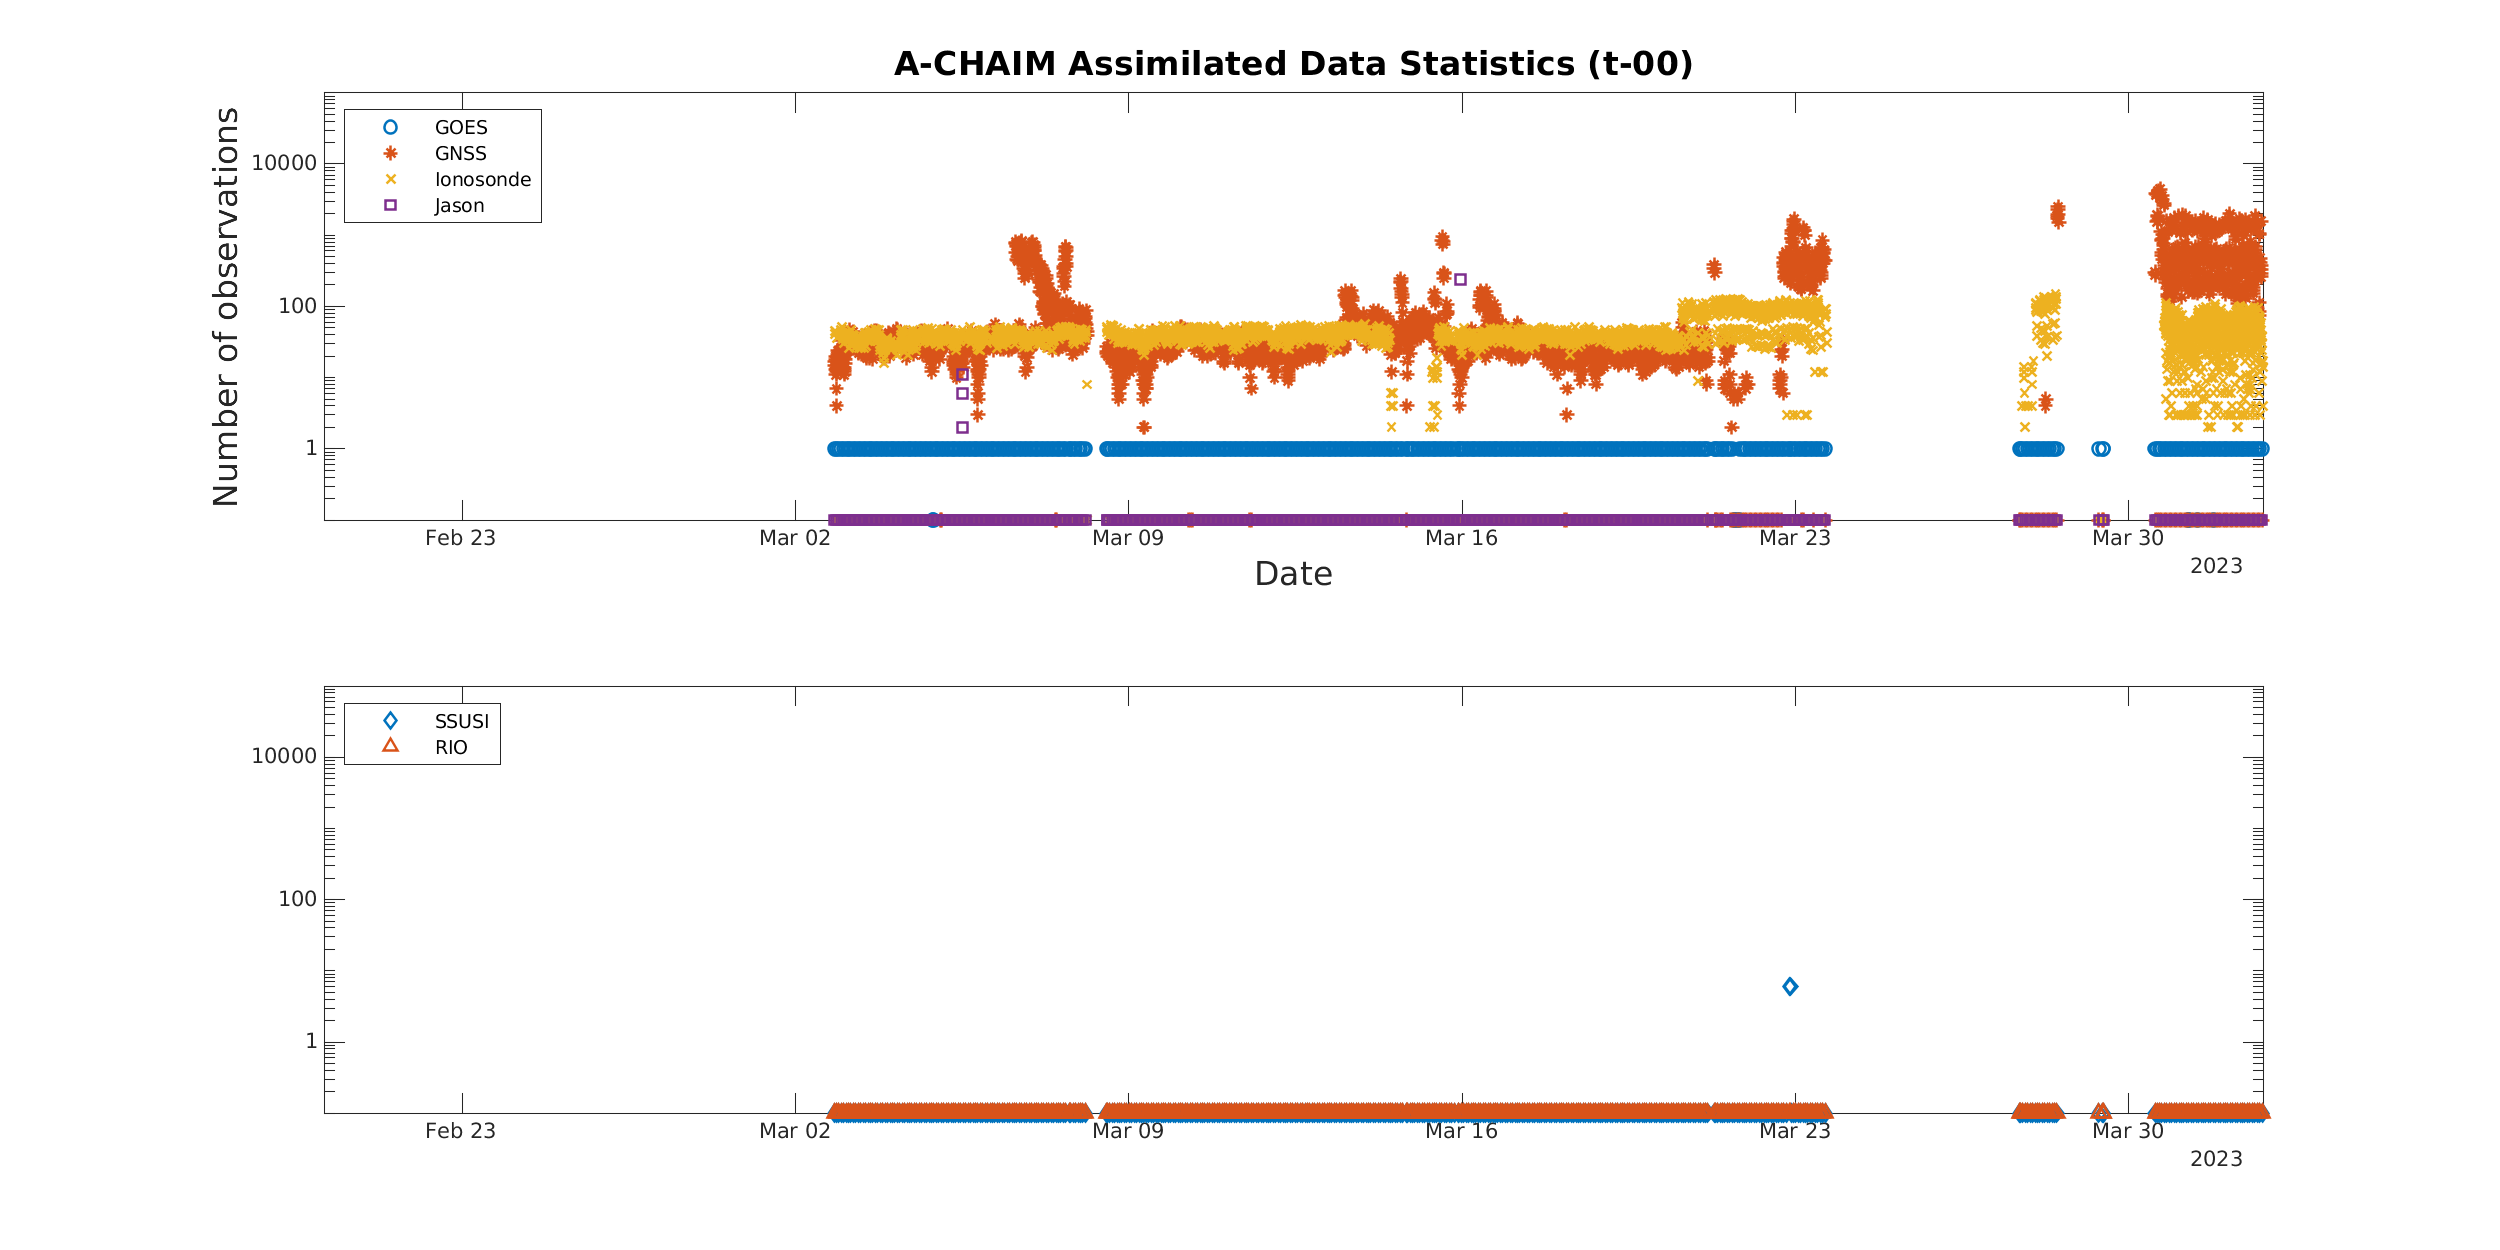 A-CHAIM Assimilated Data Statistics (t-00)
Number of observations
GOES
GNSS
Ionosonde
Jason
10000
100
1
Feb 23
Mar 02
Mar 09
Mar 16
Mar 23
Mar 30
2023
Date
SSUSI
RIO
10000
100
1
Feb 23
Mar 02
Mar 09
Mar 16
Mar 23
Mar 30
2023